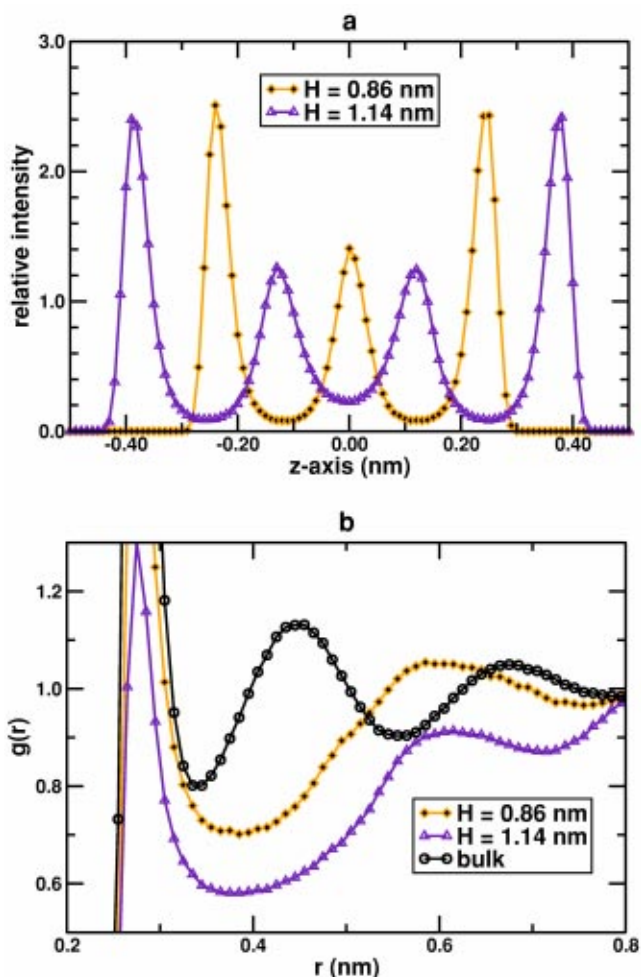 a
3.0
2.0
1.0
0.0
relative intensity
H = 0.86 nm
H = 1.14 nm
-0.40 -0.20 0.00 0.20 0.40
z-axis (nm)
b
1.2
1.0
0.8
0.6
g(r)
H = 0.86 nm
H = 1.14 nm
bulk
0.2 0.4 0.6 0.8
r (nm)